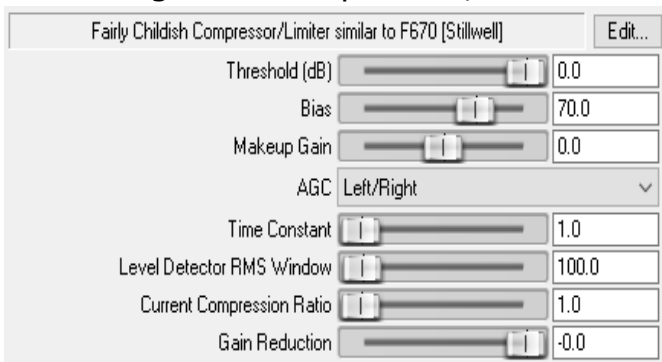 Fairly Childish Compressor/Limiter similar to F670 [Stillwell] Edit...
Threshold (dB) 0.0
Bias 70.0
Makeup Gain 0.0
AGC Left/Right
Time Constant 1.0
Level Detector RMS Window 100.0
Current Compression Ratio 1.0
Gain Reduction -0.0